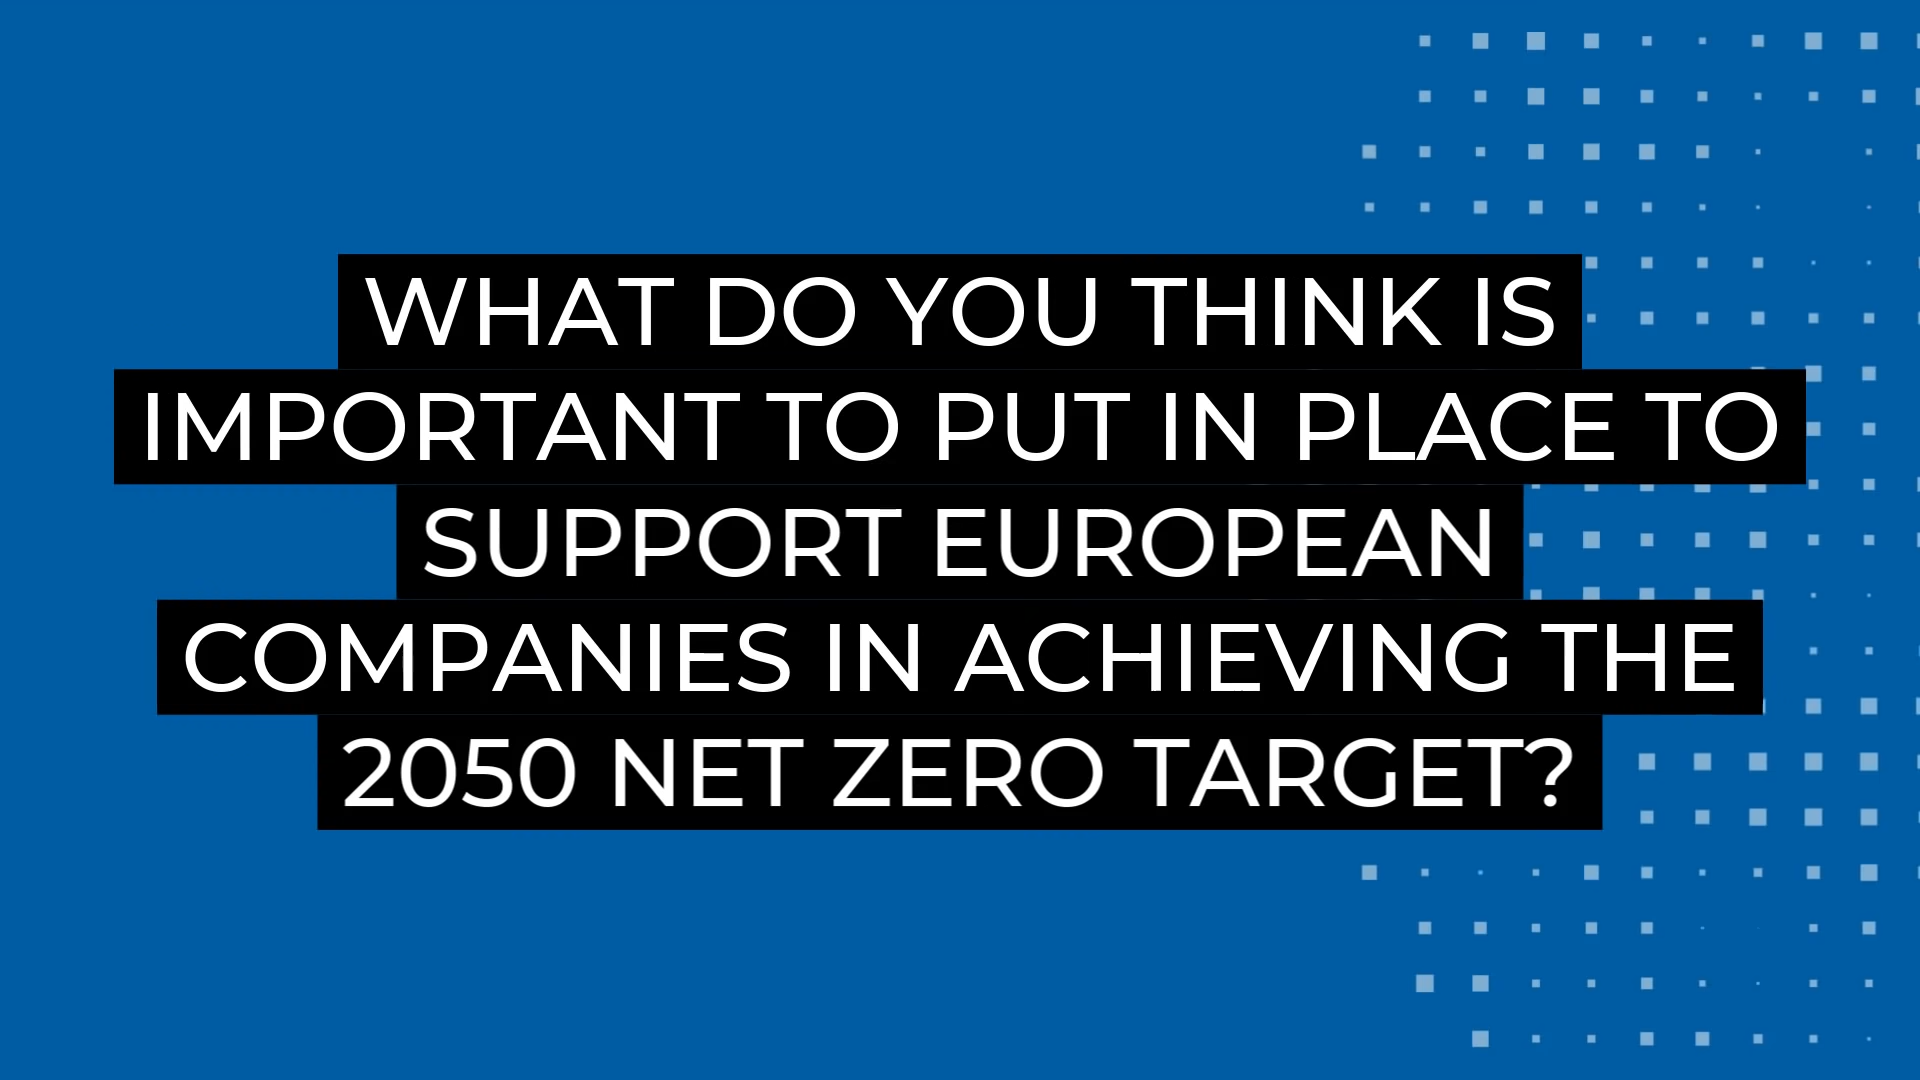 WHAT DO YOU THINK IS
IMPORTANT TO PUT IN PLACE TO
SUPPORT EUROPEAN
COMPANIES IN ACHIEVING THE
2050 NET ZERO TARGET?